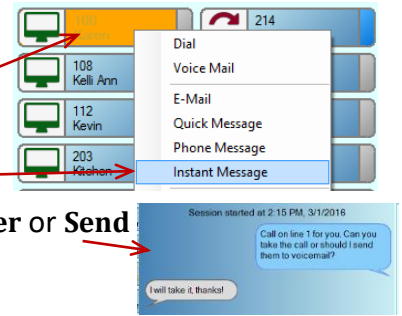 100
214
Dial
Voice Mail
108
Kelli Ann
E-Mail
112
Kevin
Quick Message
Phone Message
203
Kitchen
Instant Message
er or Send
Session started at 2:15 PM, 3/1/2016
Call on line 1 for you. Can you
take the call or should I send
them to voicemail?
I will take it, thanks!